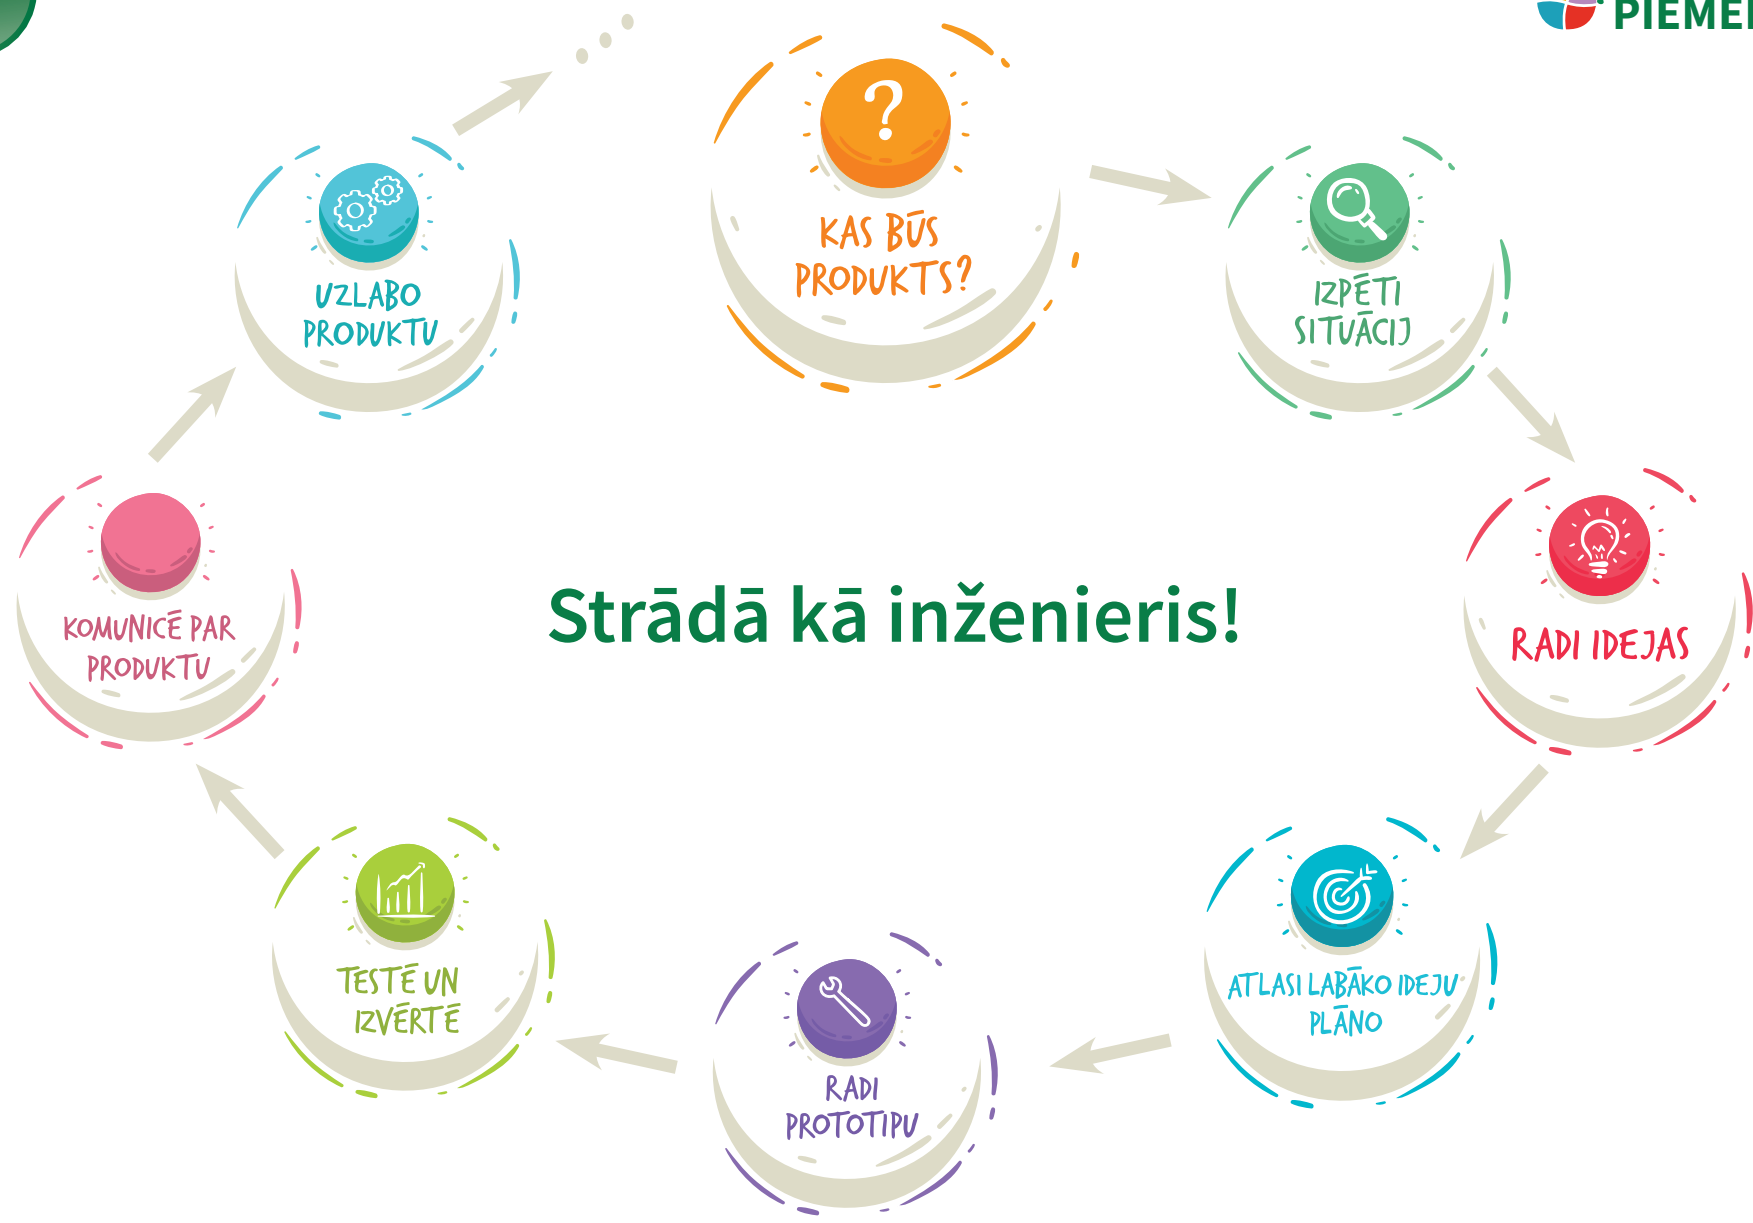 KAS BŪS
PRODUKTS?
IZPĒTI
SITUĀCIJ
RADI IDEJAS
ATLASI LABĀKO IDEJU
PLĀNO
RADI
PROTOTIPU
TESTĒ UN
IZVĒRTĒ
KOMUNICĒ PAR
PRODUKTU
UZLABO
PRODUKTU
Strādā kā inženieris!